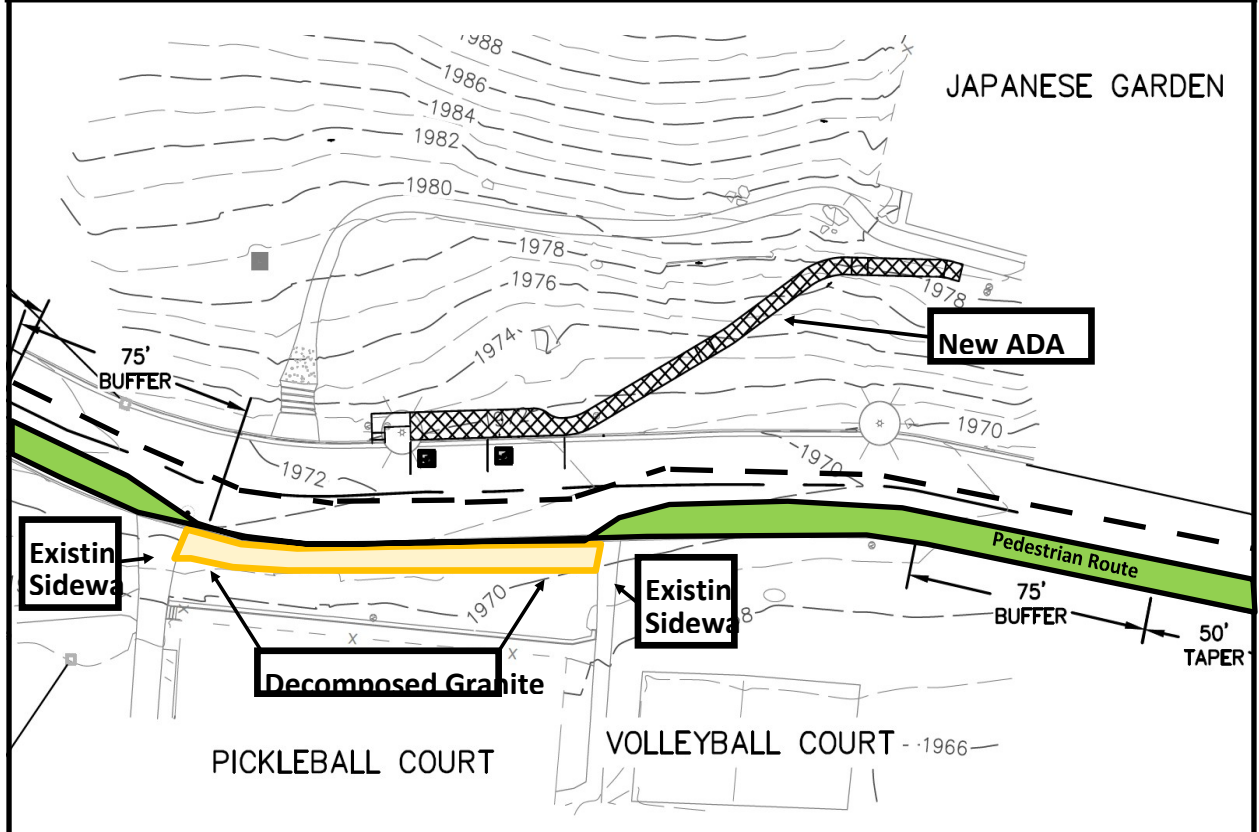 1988
1986
JAPANESE GARDEN
1984
1982
1980
1978
1976
1978
New ADA
1974
75'
BUFFER
1970
1972
1970
Pedestrian Route
Existin
Sidewa
Existin
Sidewa
1970
8
75'
BUFFER
50'
TAPER
Decomposed Granite
PICKLEBALL COURT
VOLLEYBALL COURT
1966